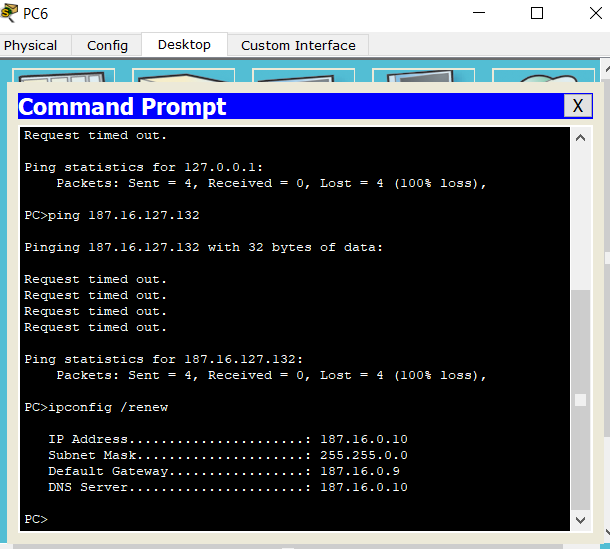 PC6
Physical Config Desktop Custom Interface
Command Prompt X
Request timed out.
Ping statistics for 127.0.0.1:
Packets: Sent = 4, Received = 0, Lost = 4 (100% loss),
PC>ping 187.16.127.132
Pinging 187.16.127.132 with 32 bytes of data:
Request timed out.
Request timed out.
Request timed out.
Request timed out.
Ping statistics for 187.16.127.132:
Packets: Sent = 4, Received = 0, Lost = 4 (100% loss),
PC>ipconfig /renew
IP Address......................: 187.16.0.10
Subnet Mask.....................: 255.255.0.0
Default Gateway.................: 187.16.0.9
DNS Server......................: 187.16.0.10
PC>